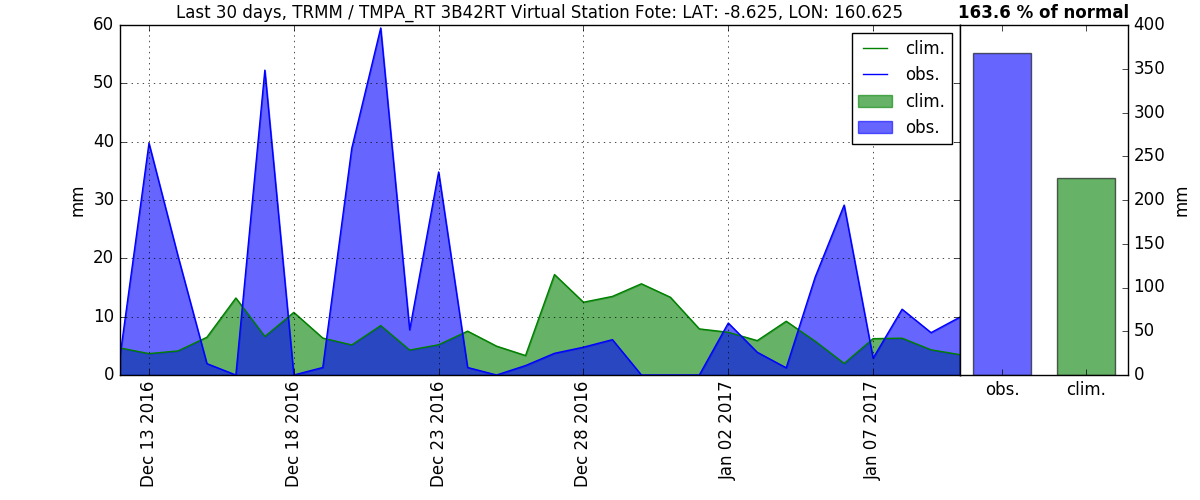 Last 30 days, TRMM / TMPA_RT 3B42RT Virtual Station Fote: LAT: -8.625, LON: 160.625
163.6 % of normal
60
50
40
30
20
10
0
mm
clim.
obs.
clim.
obs.
Dec 13 2016
Dec 18 2016
Dec 23 2016
Dec 28 2016
Jan 02 2017
Jan 07 2017
400
350
300
250
200
150
100
50
0
mm
obs.
clim.